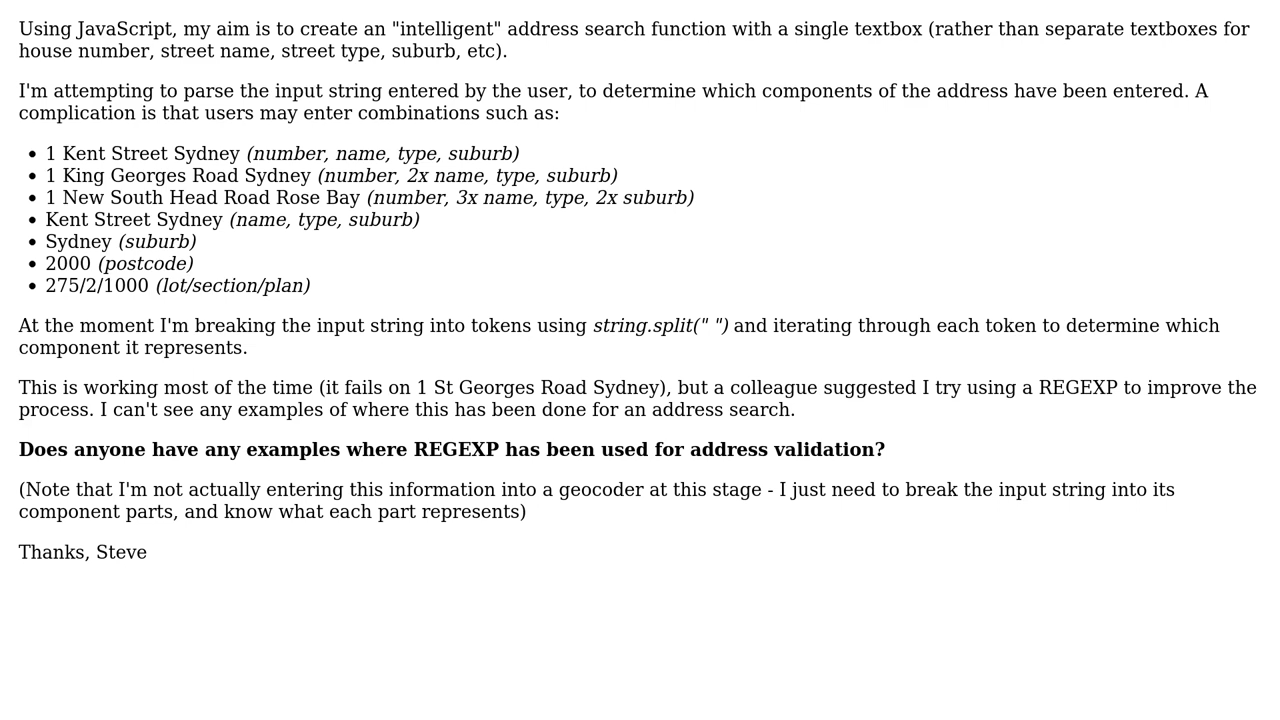 Using JavaScript, my aim is to create an "intelligent" address search function with a single textbox (rather than separate textboxes for
house number, street name, street type, suburb, etc).
I'm attempting to parse the input string entered by the user, to determine which components of the address have been entered. A
complication is that users may enter combinations such as:
• 1 Kent Street Sydney (number, name, type, suburb)
• 1 King Georges Road Sydney (number, 2x name, type, suburb)
• 1 New South Head Road Rose Bay (number, 3x name, type, 2x suburb)
• Kent Street Sydney (name, type, suburb)
• Sydney (suburb)
• 2000 (postcode)
• 275/2/1000 (lot/section/plan)
At the moment I'm breaking the input string into tokens using string.split(" ") and iterating through each token to determine which
component it represents.
This is working most of the time (it fails on 1 St Georges Road Sydney), but a colleague suggested I try using a REGEXP to improve the
process. I can't see any examples of where this has been done for an address search.
Does anyone have any examples where REGEXP has been used for address validation?
(Note that I'm not actually entering this information into a geocoder at this stage - I just need to break the input string into its
component parts, and know what each part represents)
Thanks, Steve